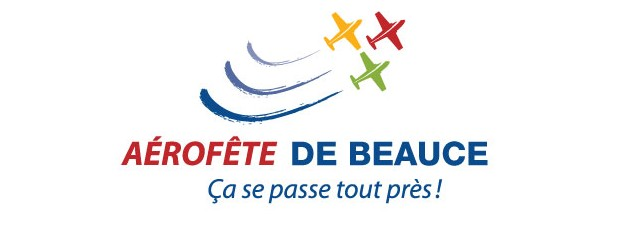 AÉROFÊTE DE BEAUCE
Ça se passe tout près!